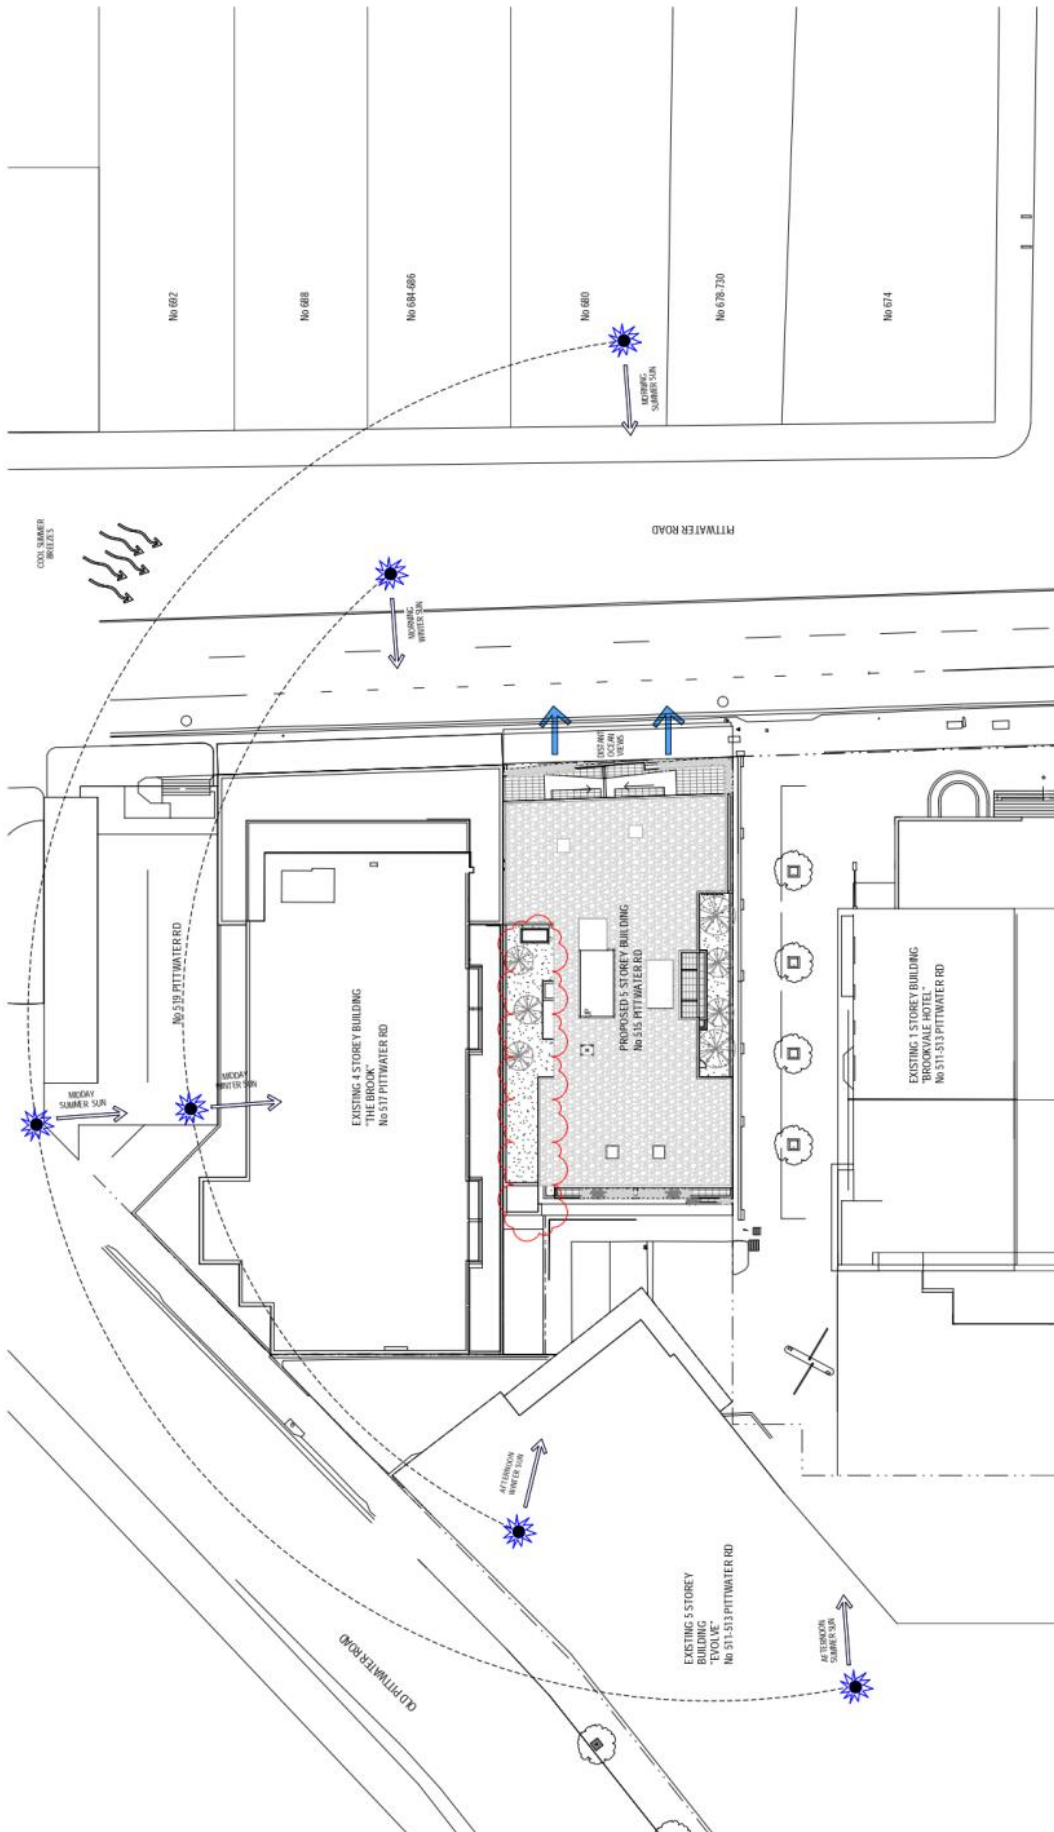 No 692
No 688
No 684-686
No 680
No 678-730
No 674
MORNING
SUMMER SUN
COOL SUMMER
BREEZES
PITTWATER ROAD
MORNING
WINTER SUN
DISTANT
OCEAN
VIEWS
No 519 PITTWATER RD
MIDDAY
SUMMER SUN
MIDDAY
WINTER SUN
EXISTING 4 STOREY BUILDING
"THE BROOK"
No 517 PITTWATER RD
UP
PROPOSED 5 STOREY BUILDING
No 515 PITTWATER RD
EXISTING 1 STOREY BUILDING
"BROOKVALE HOTEL"
No 511-513 PITTWATER RD
AFTERNOON
WINTER SUN
EXISTING 5 STOREY
BUILDING
"EVOLVE"
No 511-513 PITTWATER RD
AFTERNOON
SUMMER SUN
OLD PITTWATER ROAD